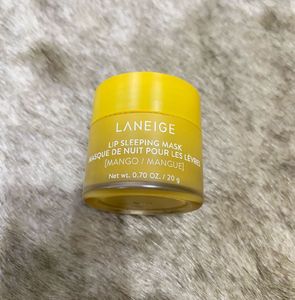 LANEIGE
LIP SLEEPING MASK
MASQUE DE NUIT POUR LES LÈVRES
[MANGO / MANGUE]
Net wt. 0.70 OZ. / 20 g